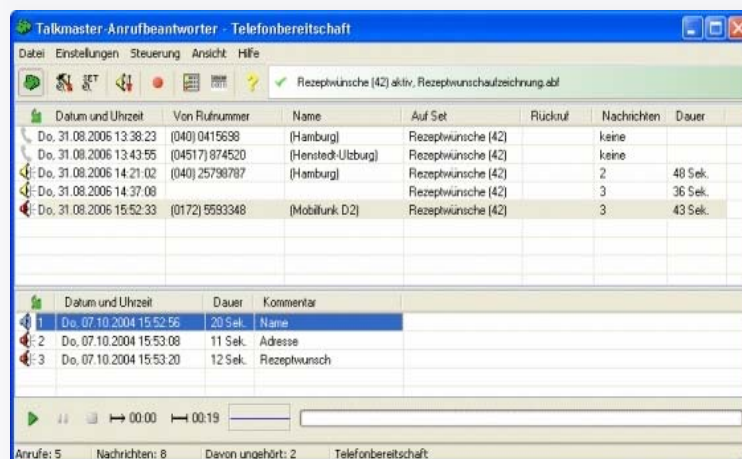 Talkmaster-Anrufbeantworter - Telefonbereitschaft
Datei Einstellungen Steuerung Ansicht Hilfe
SET Rezeptwünsche (42) aktiv, Rezeptwunschaufzeichnung.abf
Datum und Uhrzeit Von Rufnummer Name Auf Set Rückruf Nachrichten Dauer
Do, 31.08.2006 13:38:23 (040) 0415698 (Hamburg) Rezeptwünsche (42) keine
Do, 31.08.2006 13:43:55 (04517) 874520 (Henstedt-Ulzburg) Rezeptwünsche (42) keine
Do, 31.08.2006 14:21:02 (040) 25798787 (Hamburg) Rezeptwünsche (42) 2 48 Sek.
Do, 31.08.2006 14:37:08 Rezeptwünsche (42) 3 36 Sek.
Do, 31.08.2006 15:52:33 (0172) 5593348 (Mobilfunk D2) Rezeptwünsche (42) 3 43 Sek.
Datum und Uhrzeit Dauer Kommentar
1 Do, 07.10.2004 15:52:56 20 Sek. Name
2 Do, 07.10.2004 15:53:08 11 Sek. Adresse
3 Do, 07.10.2004 15:53:20 12 Sek. Rezeptwunsch
00:00 00:19
Anrufe: 5 Nachrichten: 8 Davon ungehört: 2 Telefonbereitschaft